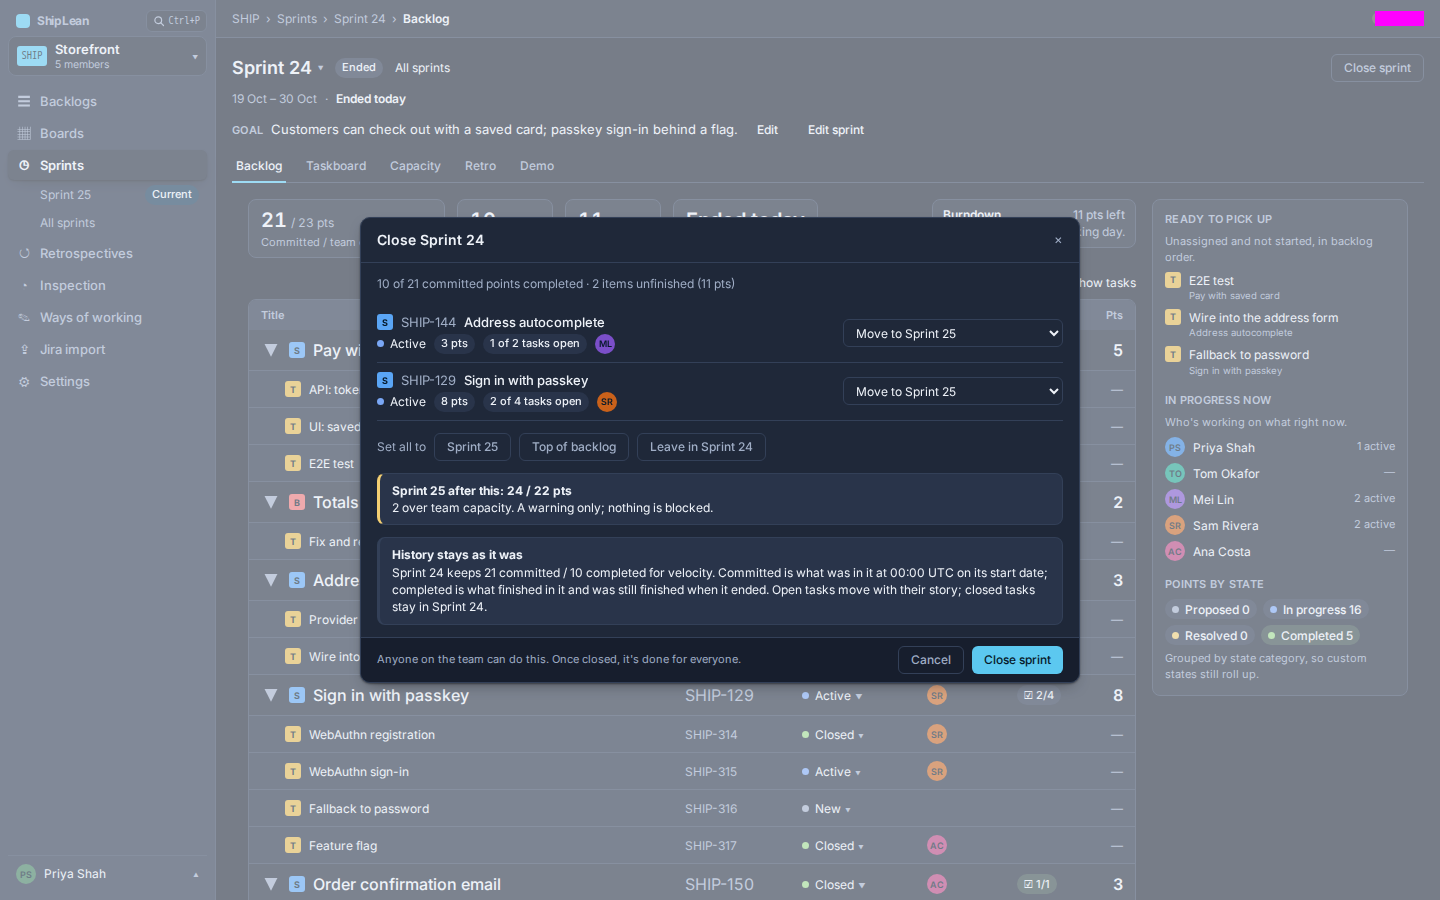 ShipLean
Ctrl+P
SHIP
Storefront
5 members
Backlogs
Boards
Sprints
Sprint 25
Current
All sprints
Retrospectives
Inspection
Ways of working
Jira import
Settings
PS
Priya Shah
SHIP › Sprints › Sprint 24 › Backlog
Sprint 24
Ended
All sprints
Close sprint
19 Oct – 30 Oct · Ended today
GOAL Customers can check out with a saved card; passkey sign-in behind a flag.
Edit
Edit sprint
Backlog
Taskboard
Capacity
Retro
Demo
21 / 23 pts
Committed / team
Ended today
Burndown
11 pts left
Title
Pts
S
5
T
API:
—
T
UI: saved
—
T
E2E test
—
B
Totals
2
T
Fix and
—
S
3
T
Provider
—
T
Wire into
—
Close Sprint 24
×
10 of 21 committed points completed · 2 items unfinished (11 pts)
S SHIP-144 Address autocomplete
Active 3 pts 1 of 2 tasks open ML
Move to Sprint 25
S SHIP-129 Sign in with passkey
Active 8 pts 2 of 4 tasks open SR
Move to Sprint 25
Set all to
Sprint 25
Top of backlog
Leave in Sprint 24
Sprint 25 after this: 24 / 22 pts
2 over team capacity. A warning only; nothing is blocked.
History stays as it was
Sprint 24 keeps 21 committed / 10 completed for velocity. Committed is what was in it at 00:00 UTC on its start date;
completed is what finished in it and was still finished when it ended. Open tasks move with their story; closed tasks
stay in Sprint 24.
Anyone on the team can do this. Once closed, it's done for everyone.
Cancel
Close sprint
S Sign in with passkey SHIP-129 Active SR 2/4 8
T WebAuthn registration SHIP-314 Closed SR —
T WebAuthn sign-in SHIP-315 Active SR —
T Fallback to password SHIP-316 New —
T Feature flag SHIP-317 Closed AC —
S Order confirmation email SHIP-150 Closed AC 1/1 3
READY TO PICK UP
Unassigned and not started, in backlog
order.
T E2E test
Pay with saved card
T Wire into the address form
Address autocomplete
T Fallback to password
Sign in with passkey
IN PROGRESS NOW
Who's working on what right now.
PS Priya Shah 1 active
TO Tom Okafor —
ML Mei Lin 2 active
SR Sam Rivera 2 active
AC Ana Costa —
POINTS BY STATE
Proposed 0
In progress 16
Resolved 0
Completed 5
Grouped by state category, so custom
states still roll up.